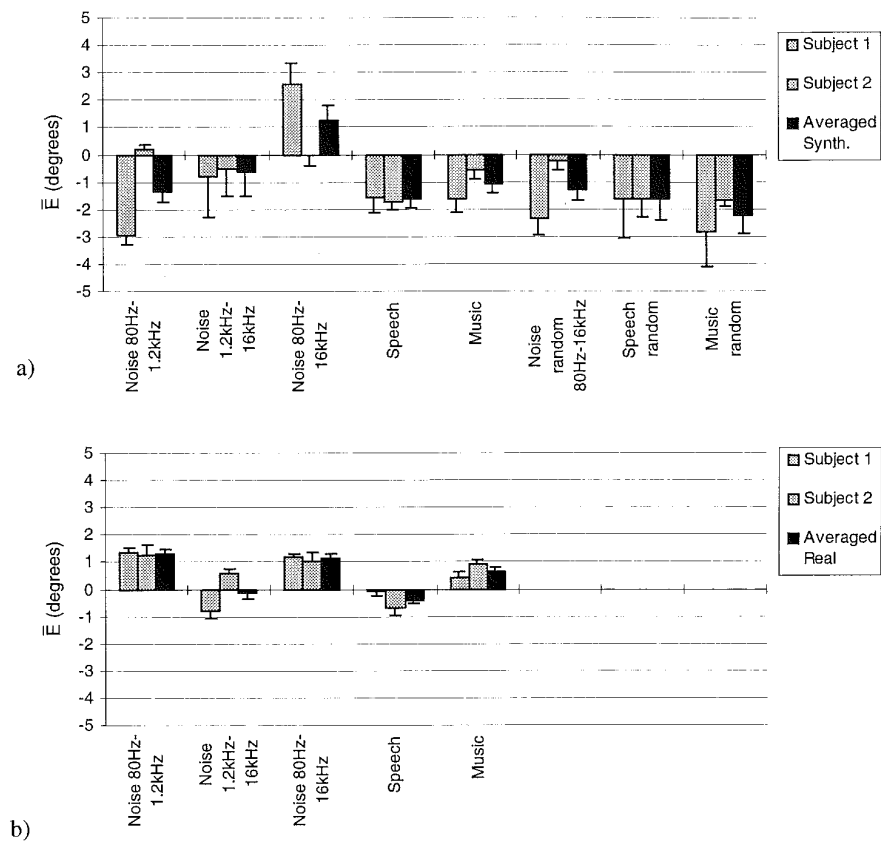 5
4
3
2
1
0
-1
-2
-3
-4
-5
E̅ (degrees)
Subject 1
Subject 2
Averaged
Synth.
Noise 80Hz-
1.2kHz
Noise
1.2kHz-
16kHz
Noise 80Hz-
16kHz
Speech
Music
Noise
random
80Hz-16kHz
Speech
random
Music
random
a)
5
4
3
2
1
0
-1
-2
-3
-4
-5
E̅ (degrees)
Subject 1
Subject 2
Averaged
Real
Noise 80Hz-
1.2kHz
Noise
1.2kHz-
16kHz
Noise 80Hz-
16kHz
Speech
Music
b)